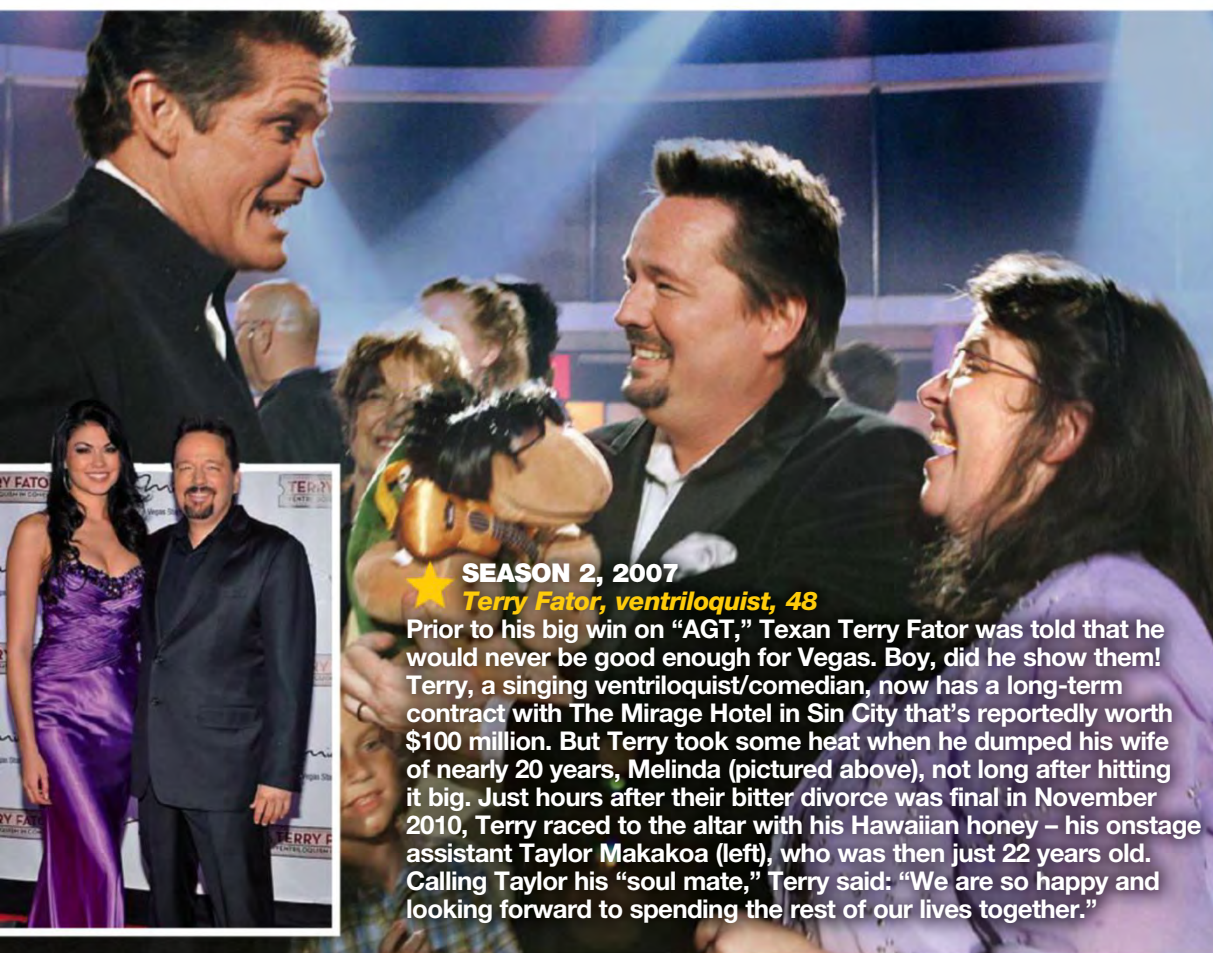 SEASON 2, 2007
Terry Fator, ventriloquist, 48
Prior to his big win on “AGT,” Texan Terry Fator was told that he
would never be good enough for Vegas. Boy, did he show them!
Terry, a singing ventriloquist/comedian, now has a long-term
contract with The Mirage Hotel in Sin City that’s reportedly worth
$100 million. But Terry took some heat when he dumped his wife
of nearly 20 years, Melinda (pictured above), not long after hitting
it big. Just hours after their bitter divorce was final in November
2010, Terry raced to the altar with his Hawaiian honey – his onstage
assistant Taylor Makakoa (left), who was then just 22 years old.
Calling Taylor his “soul mate,” Terry said: “We are so happy and
looking forward to spending the rest of our lives together.”
RY FATO
TERRY
TERRY F